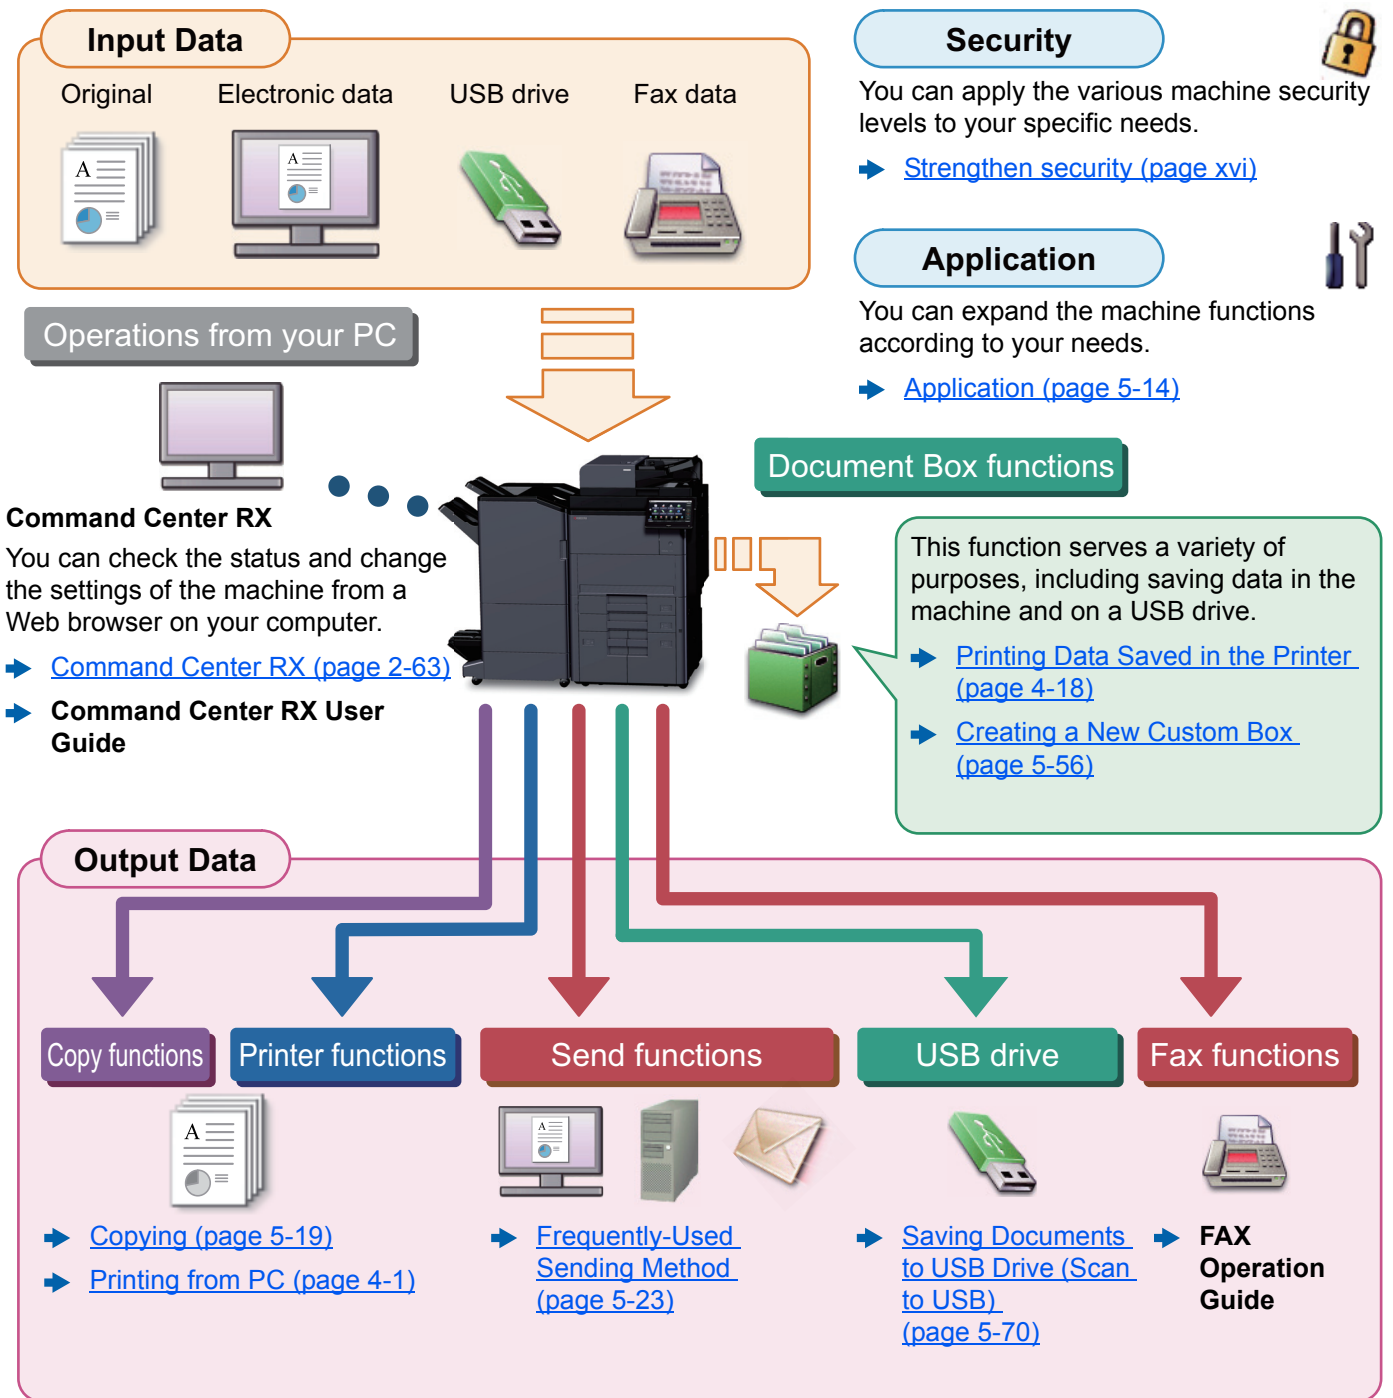 Input Data
Original
Electronic data
USB drive
Fax data
Security
You can apply the various machine security
levels to your specific needs.
Strengthen security (page xvi)
Application
You can expand the machine functions
according to your needs.
Application (page 5-14)
Operations from your PC
Command Center RX
You can check the status and change
the settings of the machine from a
Web browser on your computer.
Command Center RX (page 2-63)
Command Center RX User
Guide
Document Box functions
This function serves a variety of
purposes, including saving data in the
machine and on a USB drive.
Printing Data Saved in the Printer
(page 4-18)
Creating a New Custom Box
(page 5-56)
Output Data
Copy functions
Printer functions
Send functions
USB drive
Fax functions
Copying (page 5-19)
Printing from PC (page 4-1)
Frequently-Used
Sending Method
(page 5-23)
Saving Documents
to USB Drive (Scan
to USB)
(page 5-70)
FAX
Operation
Guide